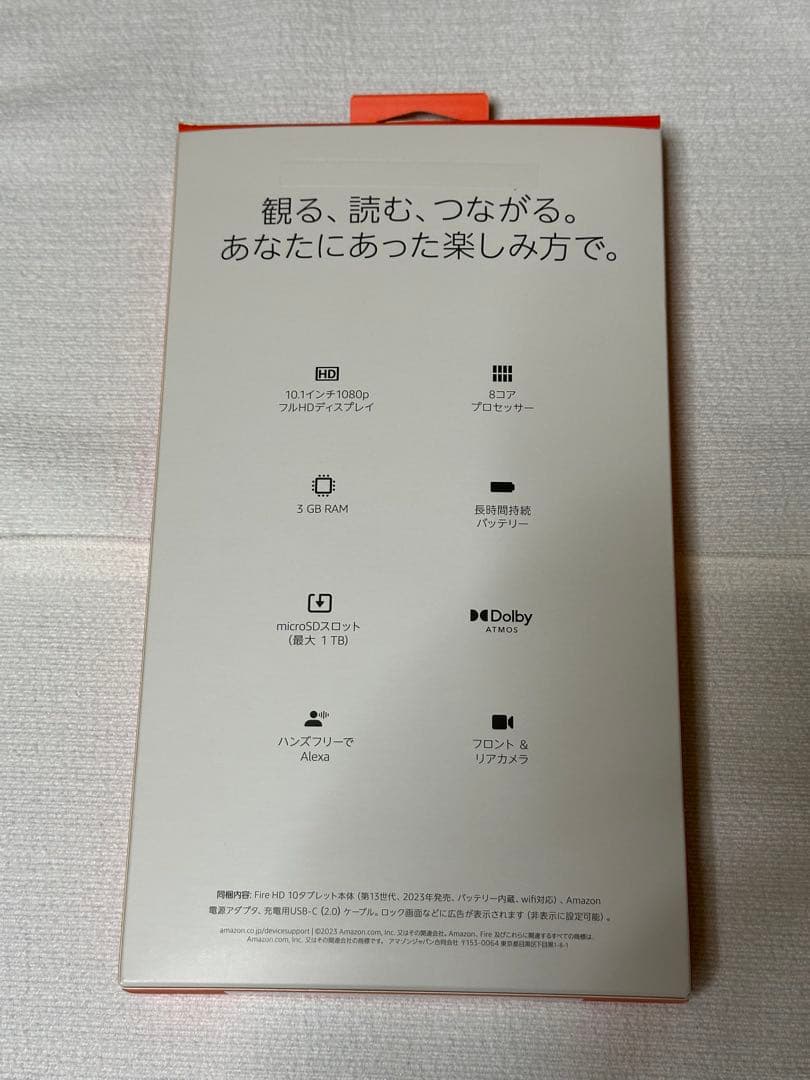 観る、読む、つながる。
あなたにあった楽しみ方で。
HD
10.1インチ1080p
フルHDディスプレイ
8コア
プロセッサー
3 GB RAM
長時間持続
バッテリー
microSDスロット
(最大 1 TB)
Dolby
ATMOS
ハンズフリーで
Alexa
フロント &
リアカメラ
同梱内容: Fire HD 10タブレット本体 (第13世代、2023年発売、バッテリー内蔵、wifi対応) 、Amazon
電源アダプタ、充電用USB-C (2.0) ケーブル。ロック画面などに広告が表示されます (非表示に設定可能) 。
amazon.co.jp/devicesupport | ©2023 Amazon.com, Inc. 又はその関連会社。Amazon、Fire 及びこれらに関連するすべての商標は、
Amazon.com, Inc. 又はその関連会社の商標です。 アマゾンジャパン合同会社 〒153-0064 東京都目黒区下目黒1-8-1